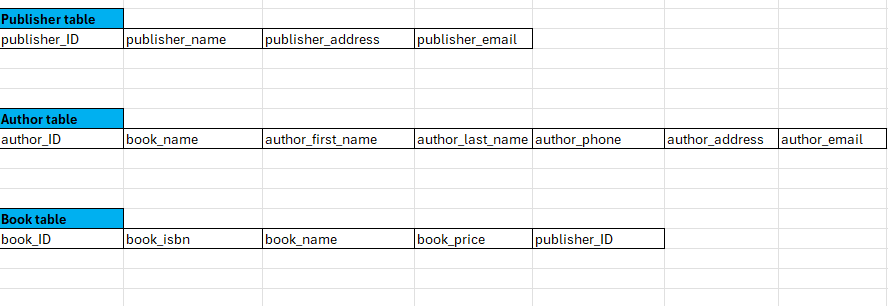 Publisher table
publisher_ID publisher_name publisher_address publisher_email
Author table
author_ID book_name author_first_name author_last_name author_phone author_address author_email
Book table
book_ID book_isbn book_name book_price publisher_ID